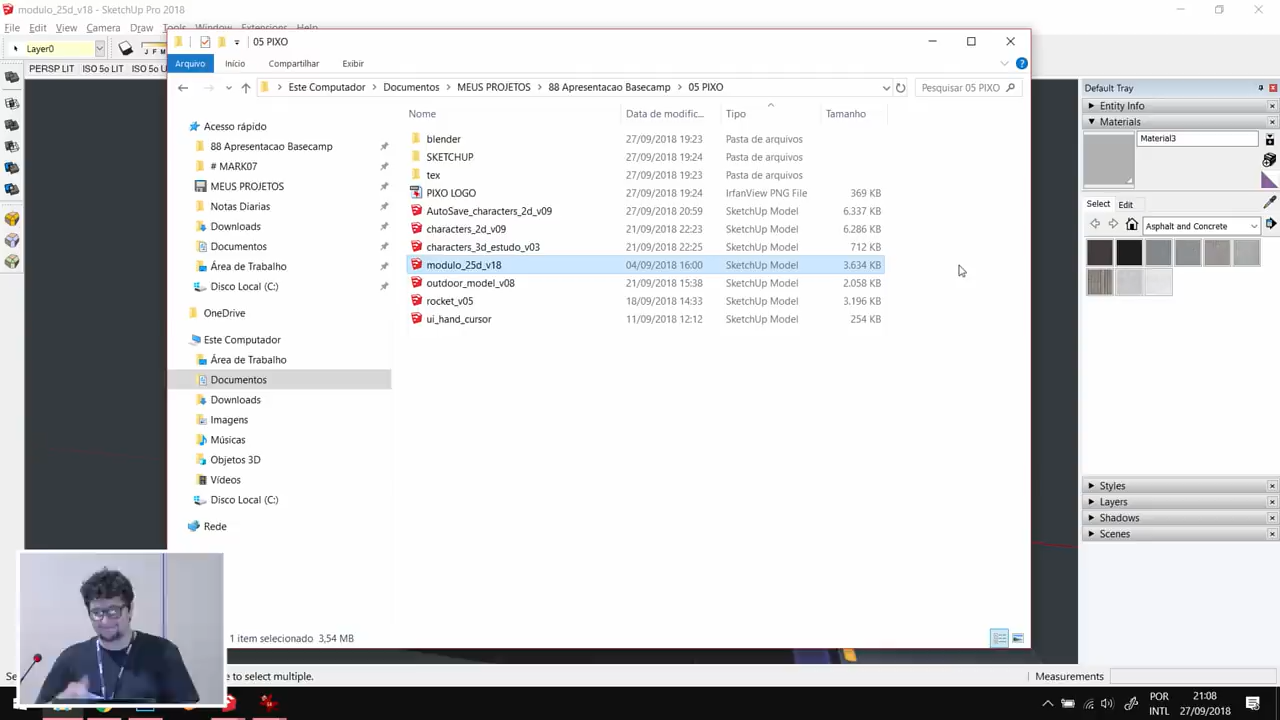 modulo_25d_v18 - SketchUp Pro 2018
File Edit View Camera Draw Tools Window Extensions Help
Layer0
PERSP LIT ISO 5o LIT ISO 5o
05 PIXO
Arquivo Início Compartilhar Exibir
Este Computador > Documentos > MEUS PROJETOS > 88 Apresentacao Basecamp > 05 PIXO
Pesquisar 05 PIXO
Nome Data de modific... Tipo Tamanho
blender 27/09/2018 19:23 Pasta de arquivos
SKETCHUP 27/09/2018 19:24 Pasta de arquivos
tex 27/09/2018 19:23 Pasta de arquivos
PIXO LOGO 27/09/2018 19:24 IrfanView PNG File 369 KB
AutoSave_characters_2d_v09 27/09/2018 20:59 SketchUp Model 6.337 KB
characters_2d_v09 21/09/2018 22:23 SketchUp Model 6.286 KB
characters_3d_estudo_v03 21/09/2018 22:25 SketchUp Model 712 KB
modulo_25d_v18 04/09/2018 16:00 SketchUp Model 3.634 KB
outdoor_model_v08 21/09/2018 15:38 SketchUp Model 2.058 KB
rocket_v05 18/09/2018 14:33 SketchUp Model 3.196 KB
ui_hand_cursor 11/09/2018 12:12 SketchUp Model 254 KB
Acesso rápido
88 Apresentacao Basecamp
# MARK07
MEUS PROJETOS
Notas Diarias
Downloads
Documentos
Área de Trabalho
Disco Local (C:)
OneDrive
Este Computador
Área de Trabalho
Documentos
Downloads
Imagens
Músicas
Objetos 3D
Vídeos
Disco Local (C:)
Rede
1 item selecionado 3,54 MB
Default Tray
Entity Info
Materials
Material3
Select Edit
Asphalt and Concrete
Styles
Layers
Shadows
Scenes
e to select multiple.
Measurements
POR
INTL
21:08
27/09/2018